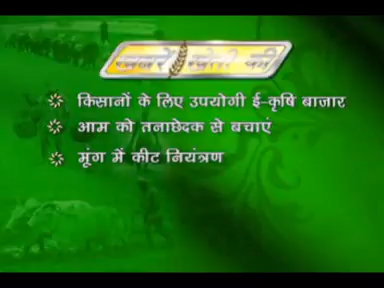 खबरें खेती की
किसानों के लिए उपयोगी ई-कृषि बाजार
आम को तनाछेदक से बचाएं
मूंग में कीट नियंत्रण